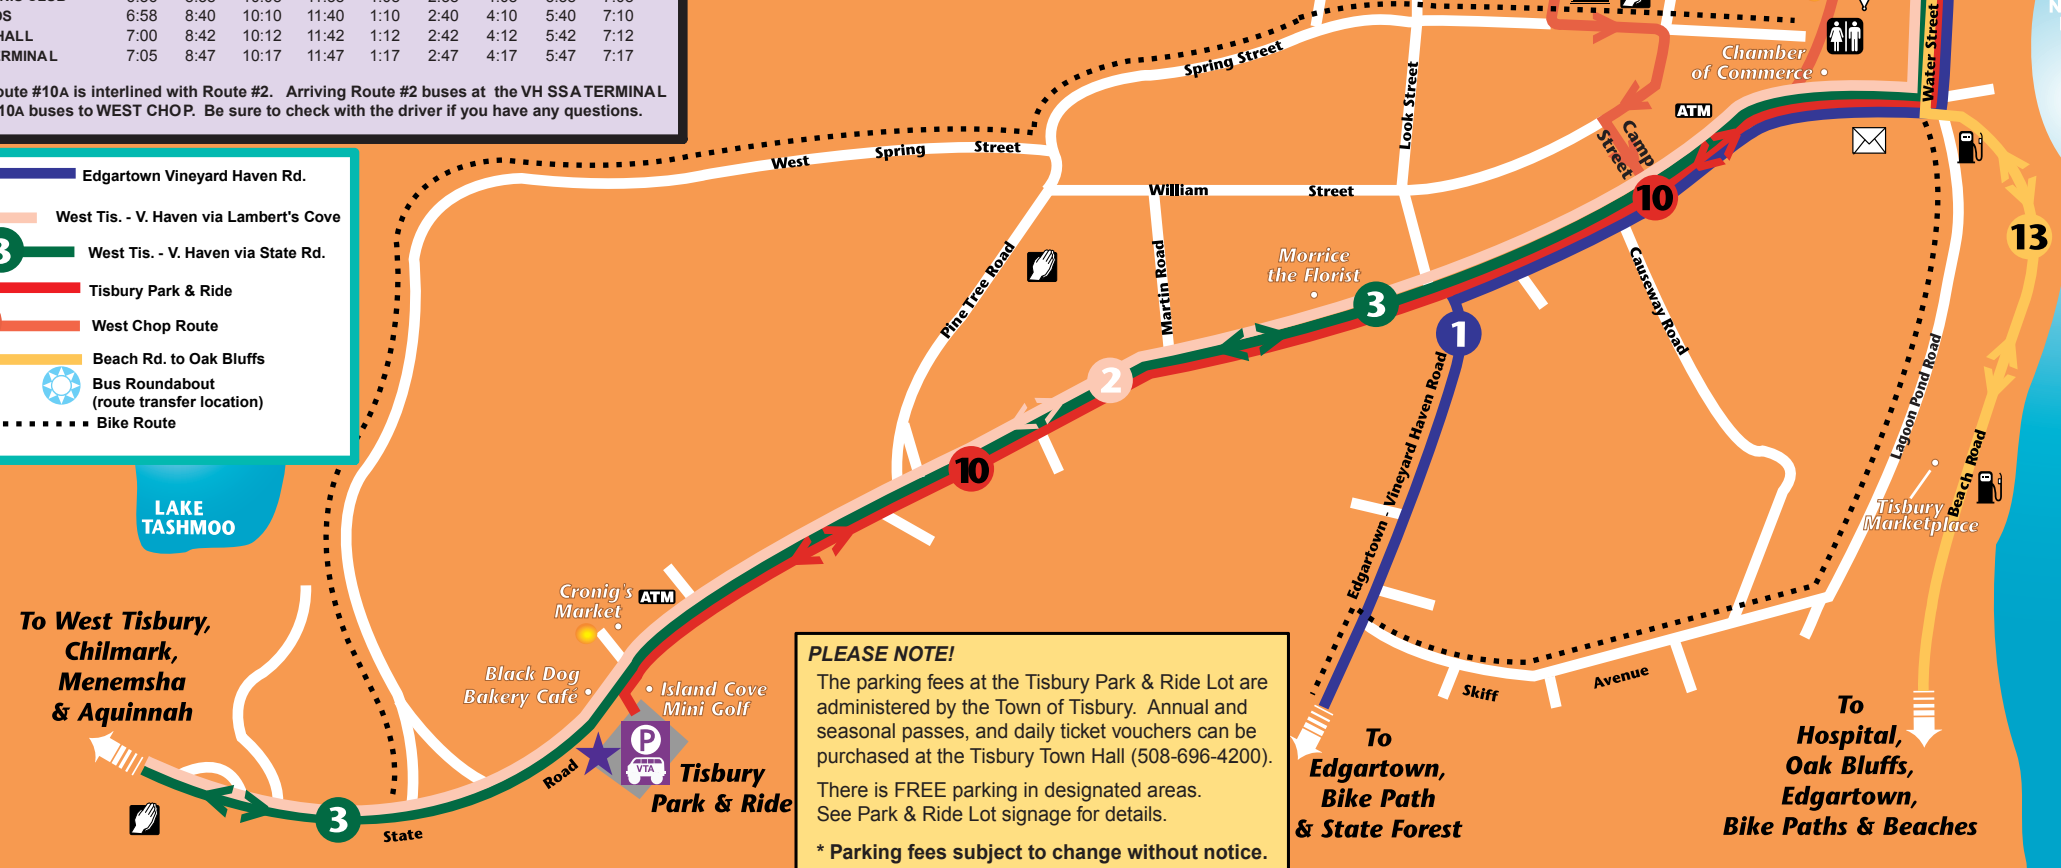 OS 6:58 8:40 10:10 11:40 1:10 2:40 4:10 5:40 7:10
HALL 7:00 8:42 10:12 11:42 1:12 2:42 4:12 5:42 7:12
ERMINAL 7:05 8:47 10:17 11:47 1:17 2:47 4:17 5:47 7:17
oute #10A is interlined with Route #2. Arriving Route #2 buses at the VH SSA TERMINAL
10A buses to WEST CHOP. Be sure to check with the driver if you have any questions.
Edgartown Vineyard Haven Rd.
West Tis. - V. Haven via Lambert's Cove
3
West Tis. - V. Haven via State Rd.
Tisbury Park & Ride
West Chop Route
Beach Rd. to Oak Bluffs
Bus Roundabout
(route transfer location)
Bike Route
LAKE
TASHMOO
Spring Street
Look Street
Chamber
of Commerce
Water Street
N
ATM
Camp
Street
West Spring Street
William Street
10
13
Pine Tree Road
Martin Road
Morrice
the Florist
3
1
Causeway Road
Lagoon Pond Road
2
10
Edgartown - Vineyard Haven Road
Beach Road
Tisbury
Marketplace
Cronig's
Market
ATM
Black Dog
Bakery Café
Island Cove
Mini Golf
P
VTA
Tisbury
Park & Ride
Road
3
State
To West Tisbury,
Chilmark,
Menemsha
& Aquinnah
PLEASE NOTE!
The parking fees at the Tisbury Park & Ride Lot are
administered by the Town of Tisbury. Annual and
seasonal passes, and daily ticket vouchers can be
purchased at the Tisbury Town Hall (508-696-4200).
There is FREE parking in designated areas.
See Park & Ride Lot signage for details.
* Parking fees subject to change without notice.
Skiff Avenue
To
Edgartown,
Bike Path
& State Forest
To
Hospital,
Oak Bluffs,
Edgartown,
Bike Paths & Beaches